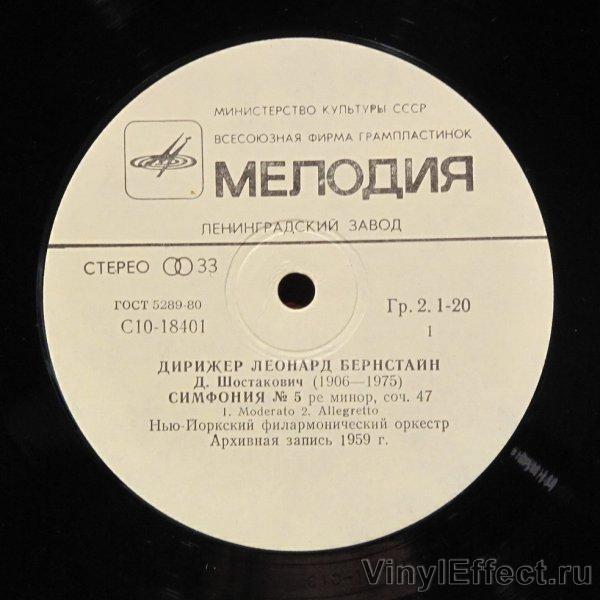 МИНИСТЕРСТВО КУЛЬТУРЫ СССР
ВСЕСОЮЗНАЯ ФИРМА ГРАМПЛАСТИНОК
МЕЛОДИЯ
ЛЕНИНГРАДСКИЙ ЗАВОД
СТЕРЕО 33
ГОСТ 5289-80
С10-18401
Гр. 2. 1-20
1
ДИРИЖЕР ЛЕОНАРД БЕРНСТАЙН
Д. Шостакович (1906—1975)
СИМФОНИЯ № 5 ре минор, соч. 47
1. Moderato 2. Allegretto
Нью-Йоркский филармонический оркестр
Архивная запись 1959 г.
VinylEffect.ru